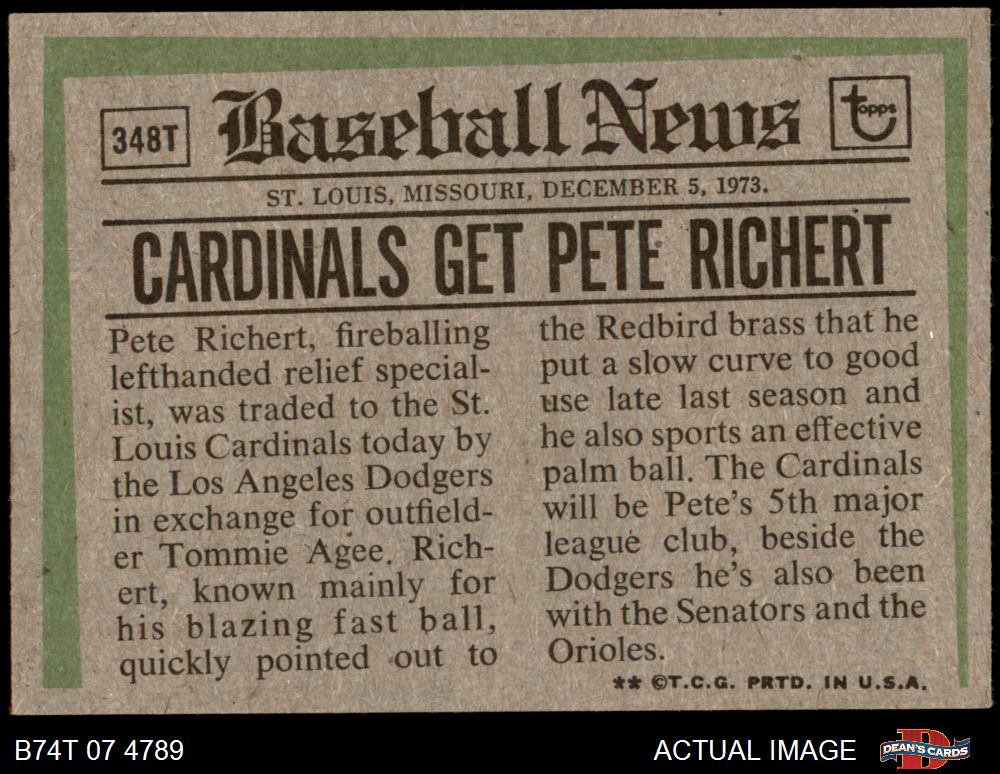 348T
Baseball News
topps
ST. LOUIS, MISSOURI, DECEMBER 5, 1973.
CARDINALS GET PETE RICHERT
Pete Richert, fireballing
lefthanded relief special-
ist, was traded to the St.
Louis Cardinals today by
the Los Angeles Dodgers
in exchange for outfield-
er Tommie Agee. Rich-
ert, known mainly for
his blazing fast ball,
quickly pointed out to
the Redbird brass that he
put a slow curve to good
use late last season and
he also sports an effective
palm ball. The Cardinals
will be Pete's 5th major
league club, beside the
Dodgers he's also been
with the Senators and the
Orioles.
** ©T.C.G. PRTD. IN U.S.A.
B74T 07 4789
ACTUAL IMAGE
DEAN'S CARDS